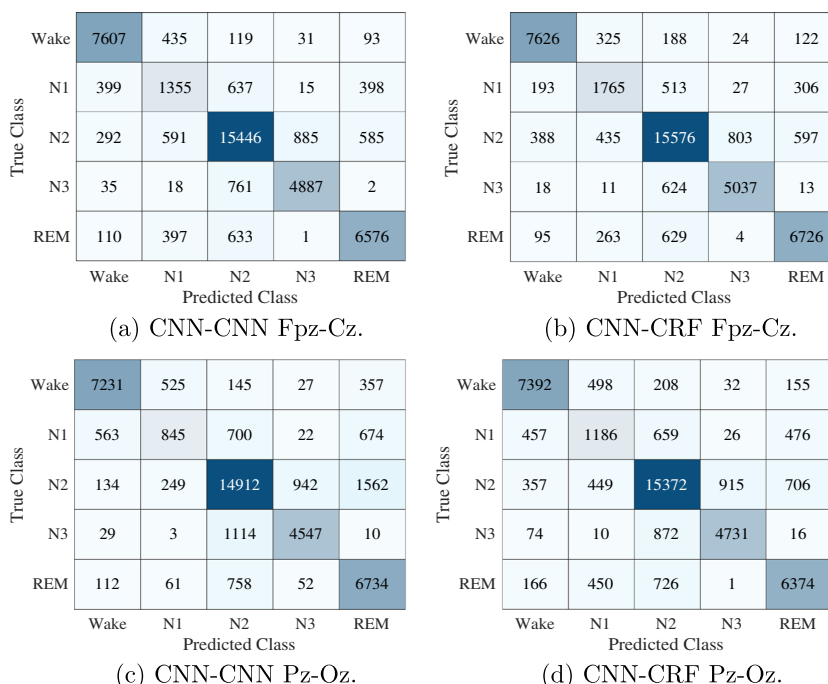 Wake 7607 435 119 31 93
N1 399 1355 637 15 398
N2 292 591 15446 885 585
N3 35 18 761 4887 2
REM 110 397 633 1 6576
Wake N1 N2 N3 REM
Predicted Class
True Class
(a) CNN-CNN Fpz-Cz.
Wake 7626 325 188 24 122
N1 193 1765 513 27 306
N2 388 435 15576 803 597
N3 18 11 624 5037 13
REM 95 263 629 4 6726
Wake N1 N2 N3 REM
Predicted Class
True Class
(b) CNN-CRF Fpz-Cz.
Wake 7231 525 145 27 357
N1 563 845 700 22 674
N2 134 249 14912 942 1562
N3 29 3 1114 4547 10
REM 112 61 758 52 6734
Wake N1 N2 N3 REM
Predicted Class
True Class
(c) CNN-CNN Pz-Oz.
Wake 7392 498 208 32 155
N1 457 1186 659 26 476
N2 357 449 15372 915 706
N3 74 10 872 4731 16
REM 166 450 726 1 6374
Wake N1 N2 N3 REM
Predicted Class
True Class
(d) CNN-CRF Pz-Oz.